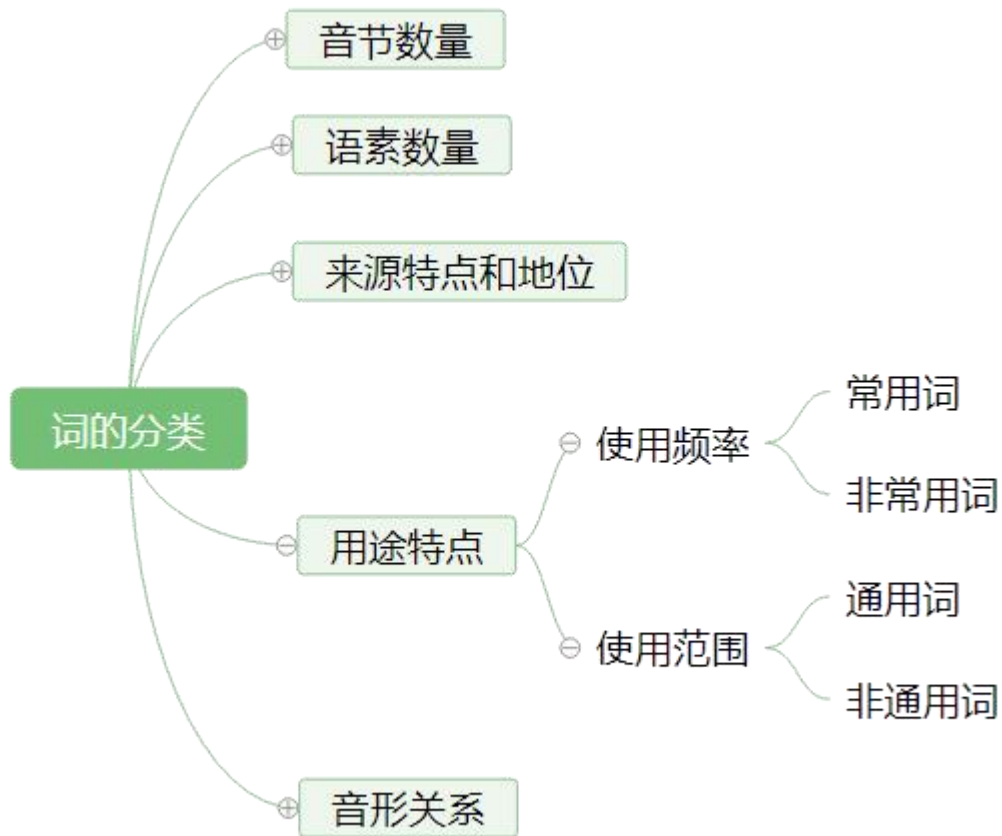 音节数量
语素数量
来源特点和地位
词的分类
用途特点
使用频率
常用词
非常用词
使用范围
通用词
非通用词
音形关系